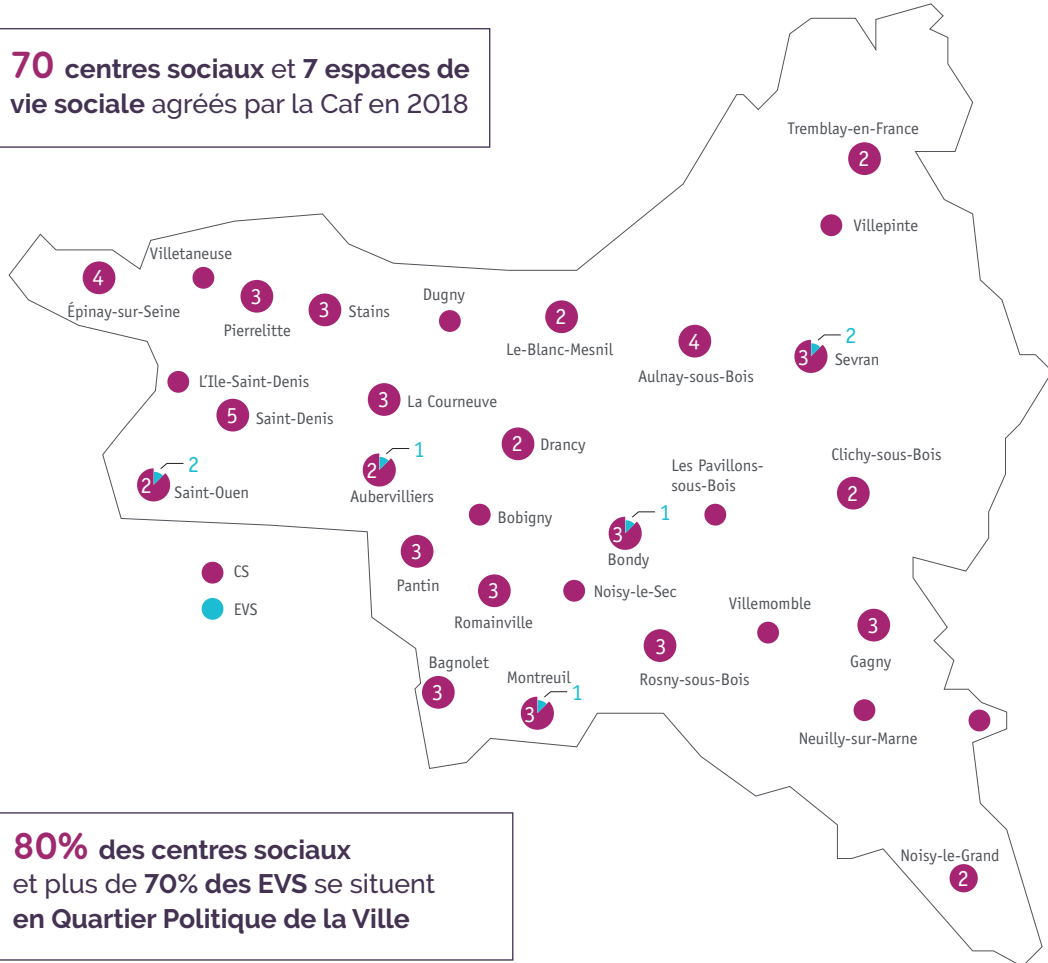 70 centres sociaux et 7 espaces de
vie sociale agréés par la Caf en 2018
Tremblay-en-France
2
Villepinte
Villetaneuse
4
Épinay-sur-Seine
3
Pierrelitte
3 Stains
Dugny
2
Le-Blanc-Mesnil
4
Aulnay-sous-Bois
2
3 Sevran
L'Ile-Saint-Denis
5 Saint-Denis
3 La Courneuve
2 Drancy
2
2 Saint-Ouen
1
2
Aubervilliers
Bobigny
Les Pavillons-
sous-Bois
Clichy-sous-Bois
2
1
3
Bondy
3
Pantin
CS
EVS
3
Romainville
Noisy-le-Sec
Villemomble
3
Rosny-sous-Bois
3
Gagny
Bagnolet
3
Montreuil
1
3
Neuilly-sur-Marne
80% des centres sociaux
et plus de 70% des EVS se situent
en Quartier Politique de la Ville
Noisy-le-Grand
2